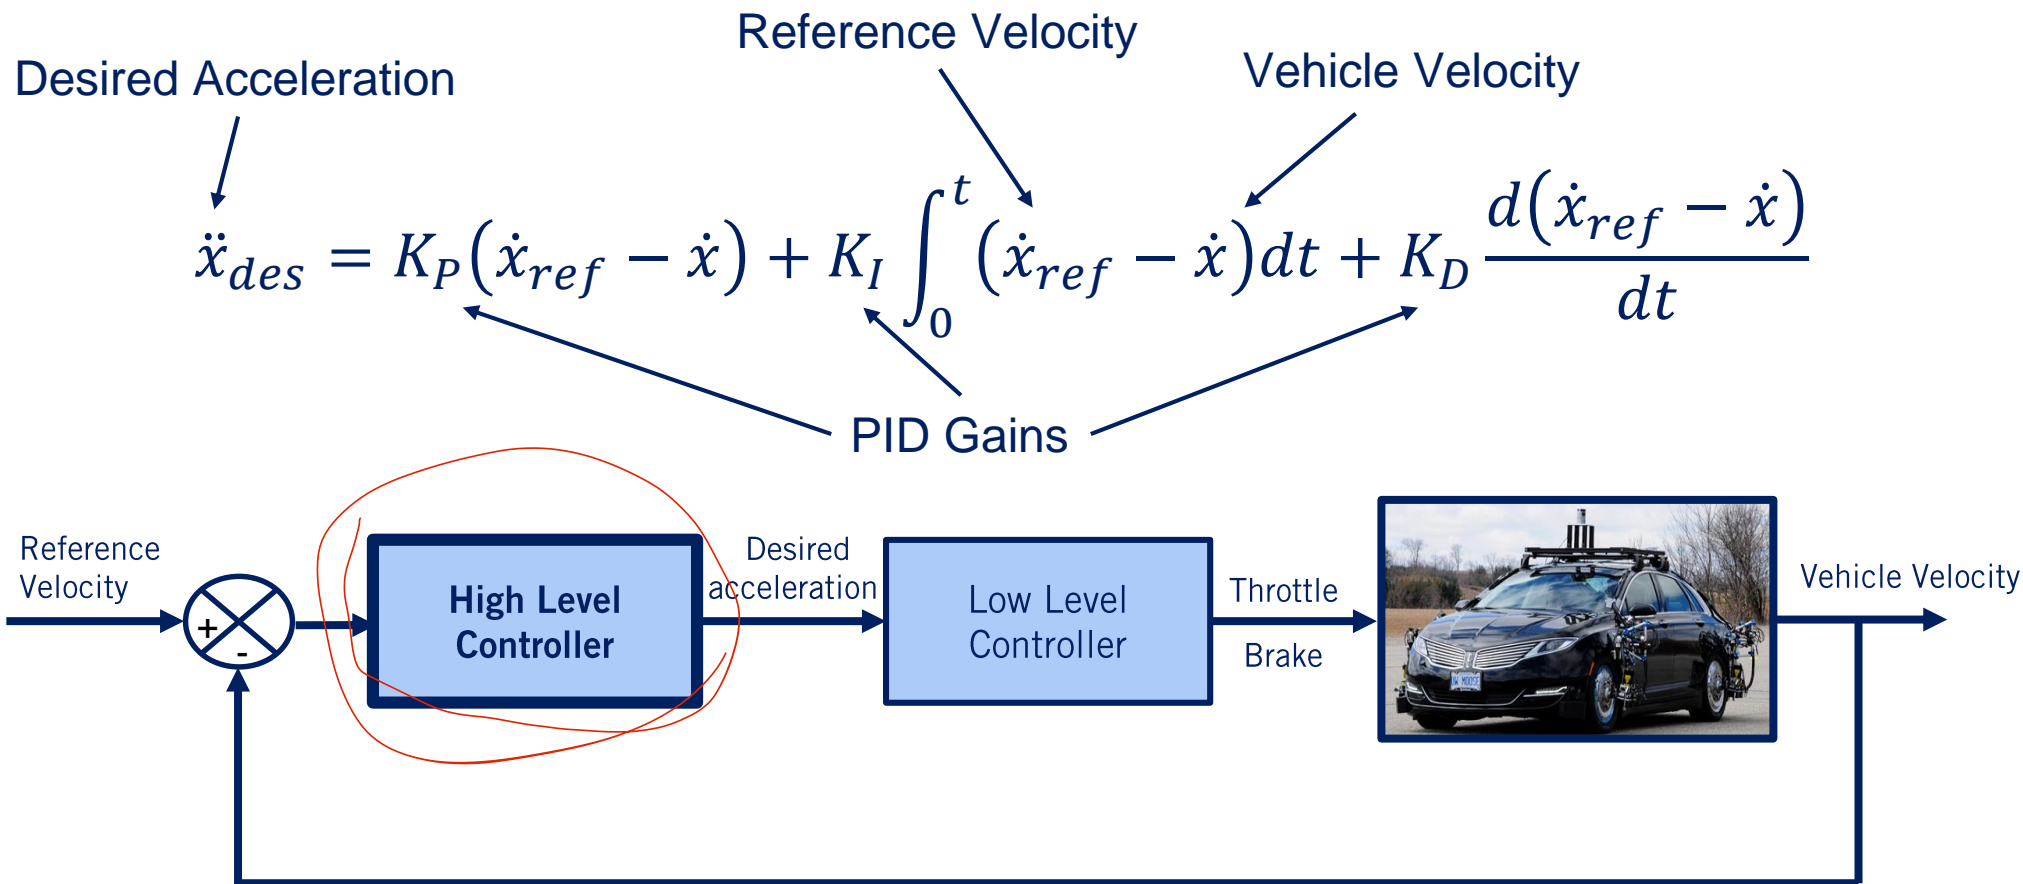 Reference Velocity
Desired Acceleration
Vehicle Velocity
ẍ_des = K_P(ẋ_ref − ẋ) + K_I ∫_0^t (ẋ_ref − ẋ)dt + K_D d(ẋ_ref − ẋ)/dt
PID Gains
Reference
Velocity
+
-
High Level
Controller
Desired
acceleration
Low Level
Controller
Throttle
Brake
Vehicle Velocity